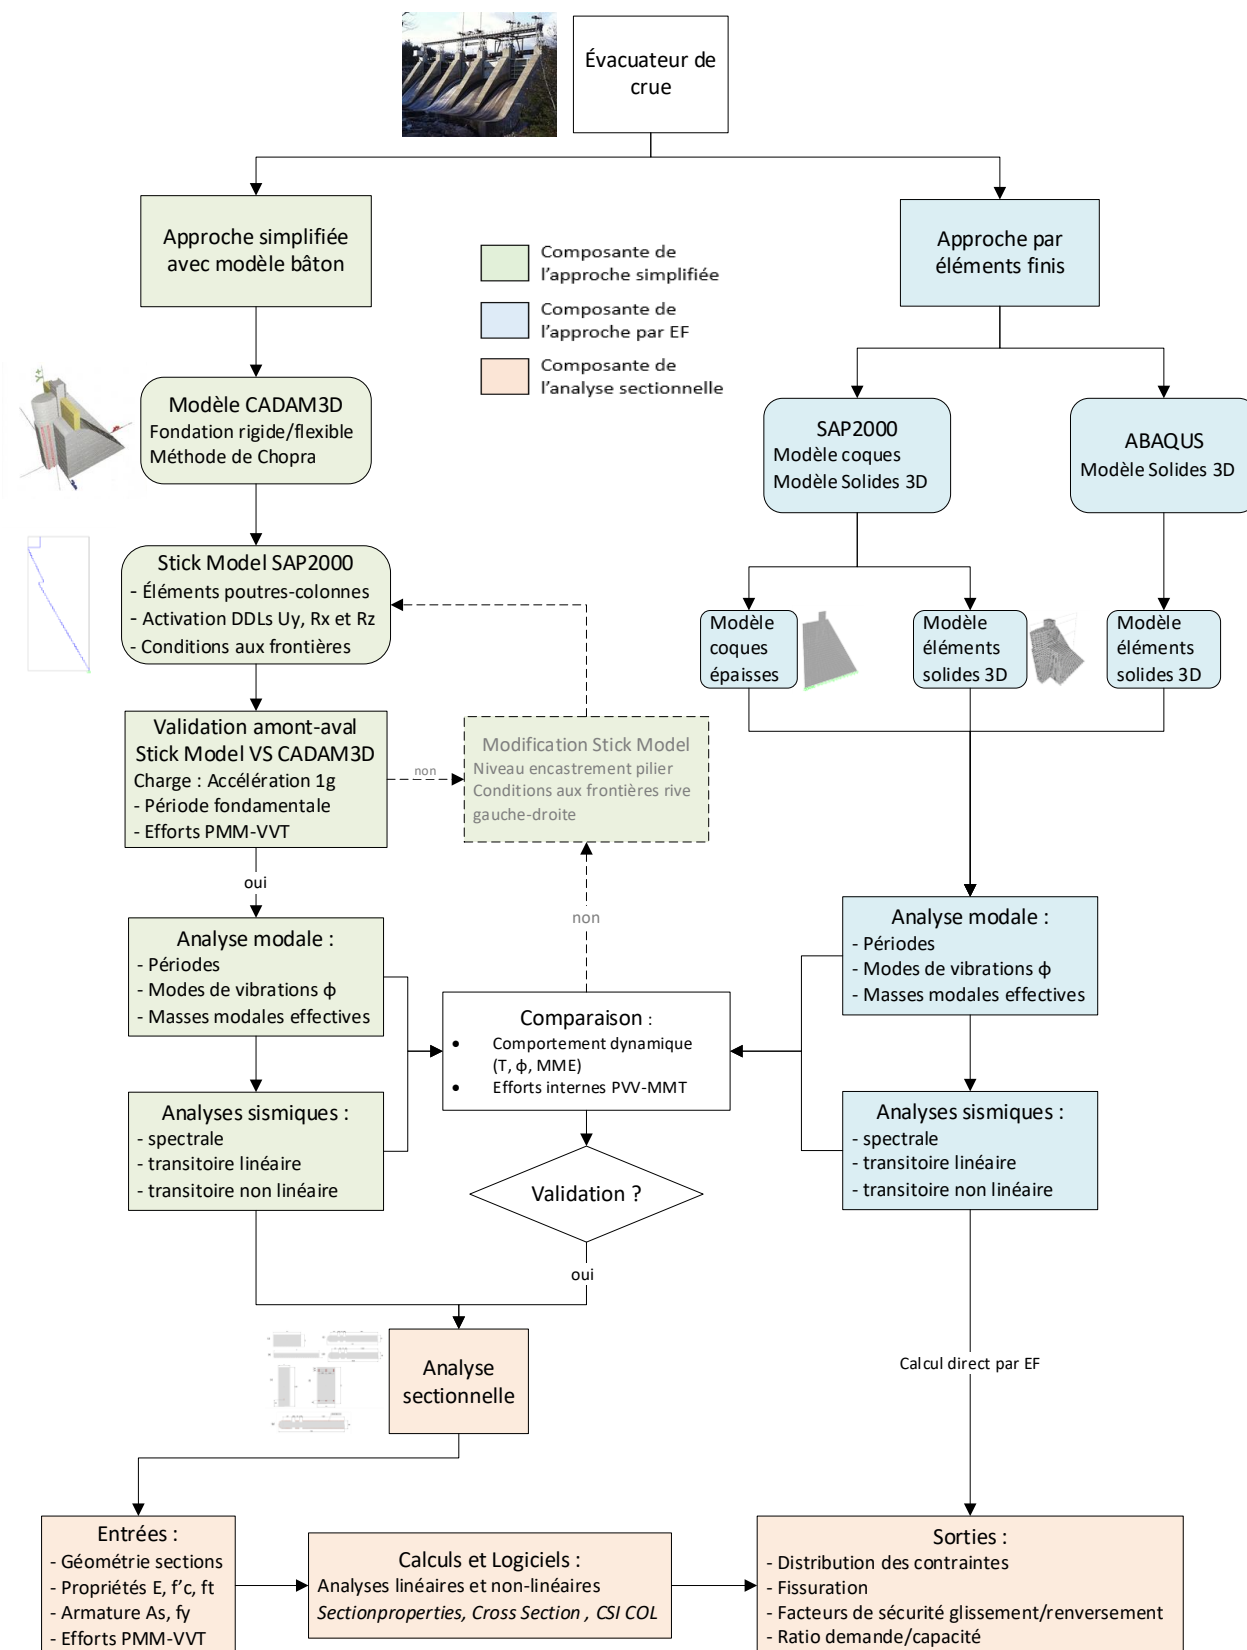 Évacuateur de
crue
Approche simplifiée
avec modèle bâton
Approche par
éléments finis
Composante de
l'approche simplifiée
Composante de
l'approche par EF
Composante de
l'analyse sectionnelle
Modèle CADAM3D
Fondation rigide/flexible
Méthode de Chopra
SAP2000
Modèle coques
Modèle Solides 3D
ABAQUS
Modèle Solides 3D
Stick Model SAP2000
- Éléments poutres-colonnes
- Activation DDLs Uy, Rx et Rz
- Conditions aux frontières
Modèle
coques
épaisses
Modèle
éléments
solides 3D
Modèle
éléments
solides 3D
Validation amont-aval
Stick Model VS CADAM3D
Charge : Accélération 1g
- Période fondamentale
- Efforts PMM-VVT
non
Modification Stick Model
Niveau encastrement pilier
Conditions aux frontières rive
gauche-droite
oui
non
Analyse modale :
- Périodes
- Modes de vibrations ϕ
- Masses modales effectives
Comparaison :
• Comportement dynamique
(T, ϕ, MME)
• Efforts internes PVV-MMT
Analyse modale :
- Périodes
- Modes de vibrations ϕ
- Masses modales effectives
Analyses sismiques :
- spectrale
- transitoire linéaire
- transitoire non linéaire
Validation ?
Analyses sismiques :
- spectrale
- transitoire linéaire
- transitoire non linéaire
oui
Analyse
sectionnelle
Calcul direct par EF
Entrées :
- Géométrie sections
- Propriétés E, f'c, ft
- Armature As, fy
- Efforts PMM-VVT
Calculs et Logiciels :
Analyses linéaires et non-linéaires
Sectionproperties, Cross Section , CSI COL
Sorties :
- Distribution des contraintes
- Fissuration
- Facteurs de sécurité glissement/renversement
- Ratio demande/capacité